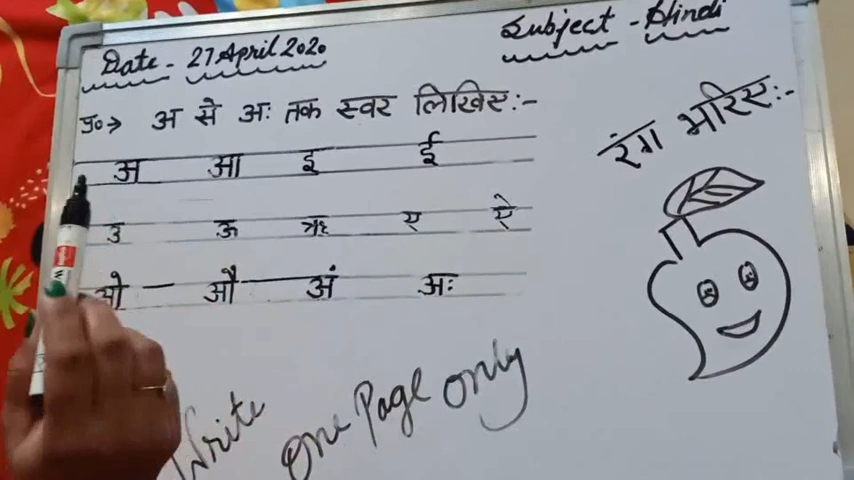 Date - 27 April 2020
Subject - Hindi
प्र० → अ से अः तक स्वर लिखिए :-
अ आ इ ई
उ ऊ ऋ ए ऐ
ओ औ अं अः
रंग भरिए :-
Write one Page only